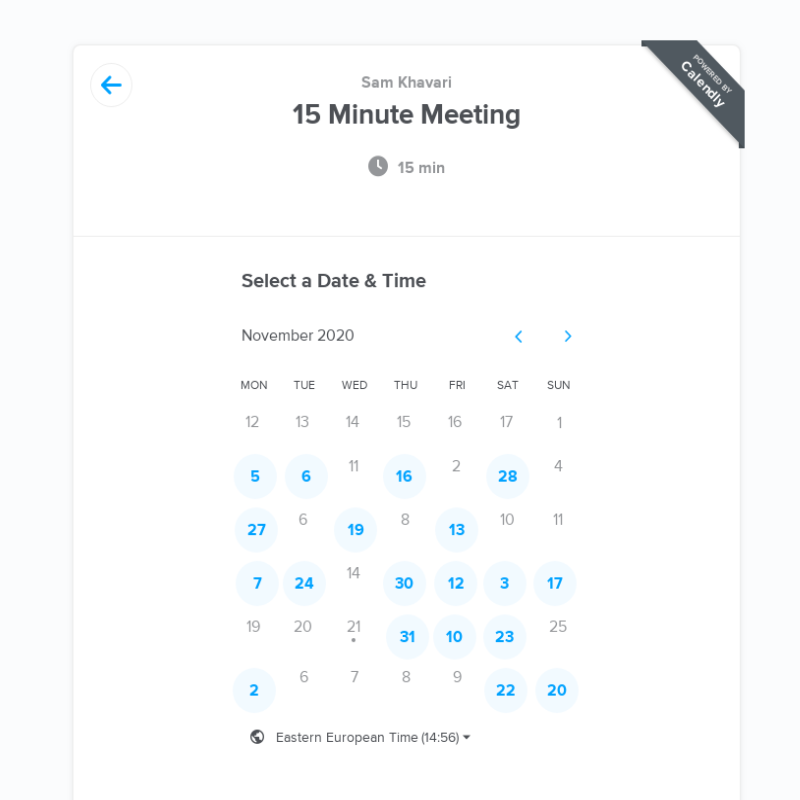 POWERED BY
Calendly
Sam Khavari
15 Minute Meeting
15 min
Select a Date & Time
November 2020
MON TUE WED THU FRI SAT SUN
12 13 14 15 16 17 1
5 6 11 16 2 28 4
27 6 19 8 13 10 11
7 24 14 30 12 3 17
19 20 21 31 10 23 25
2 6 7 8 9 22 20
Eastern European Time (14:56)